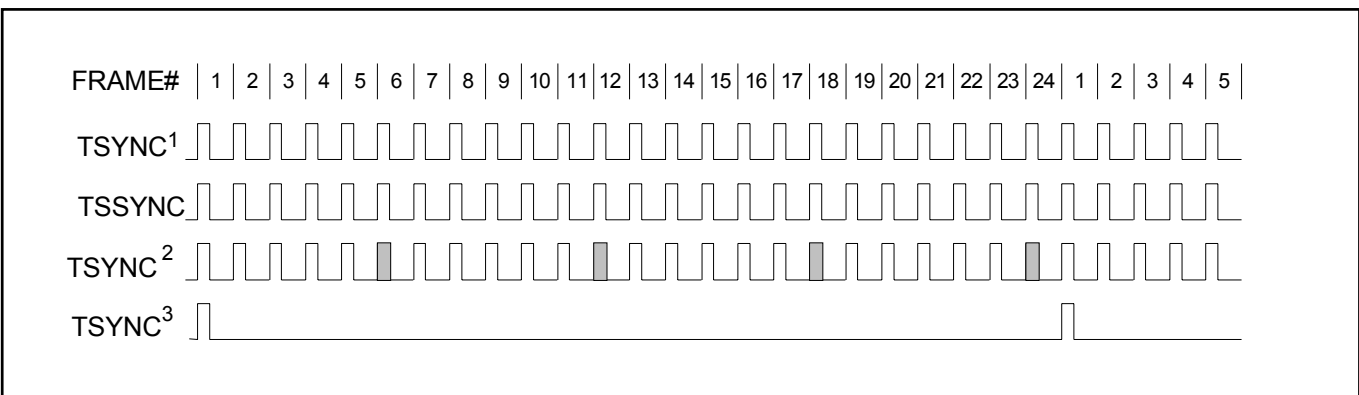 FRAME# 1 2 3 4 5 6 7 8 9 10 11 12 13 14 15 16 17 18 19 20 21 22 23 24 1 2 3 4 5
TSYNC1
TSSYNC
TSYNC2
TSYNC3